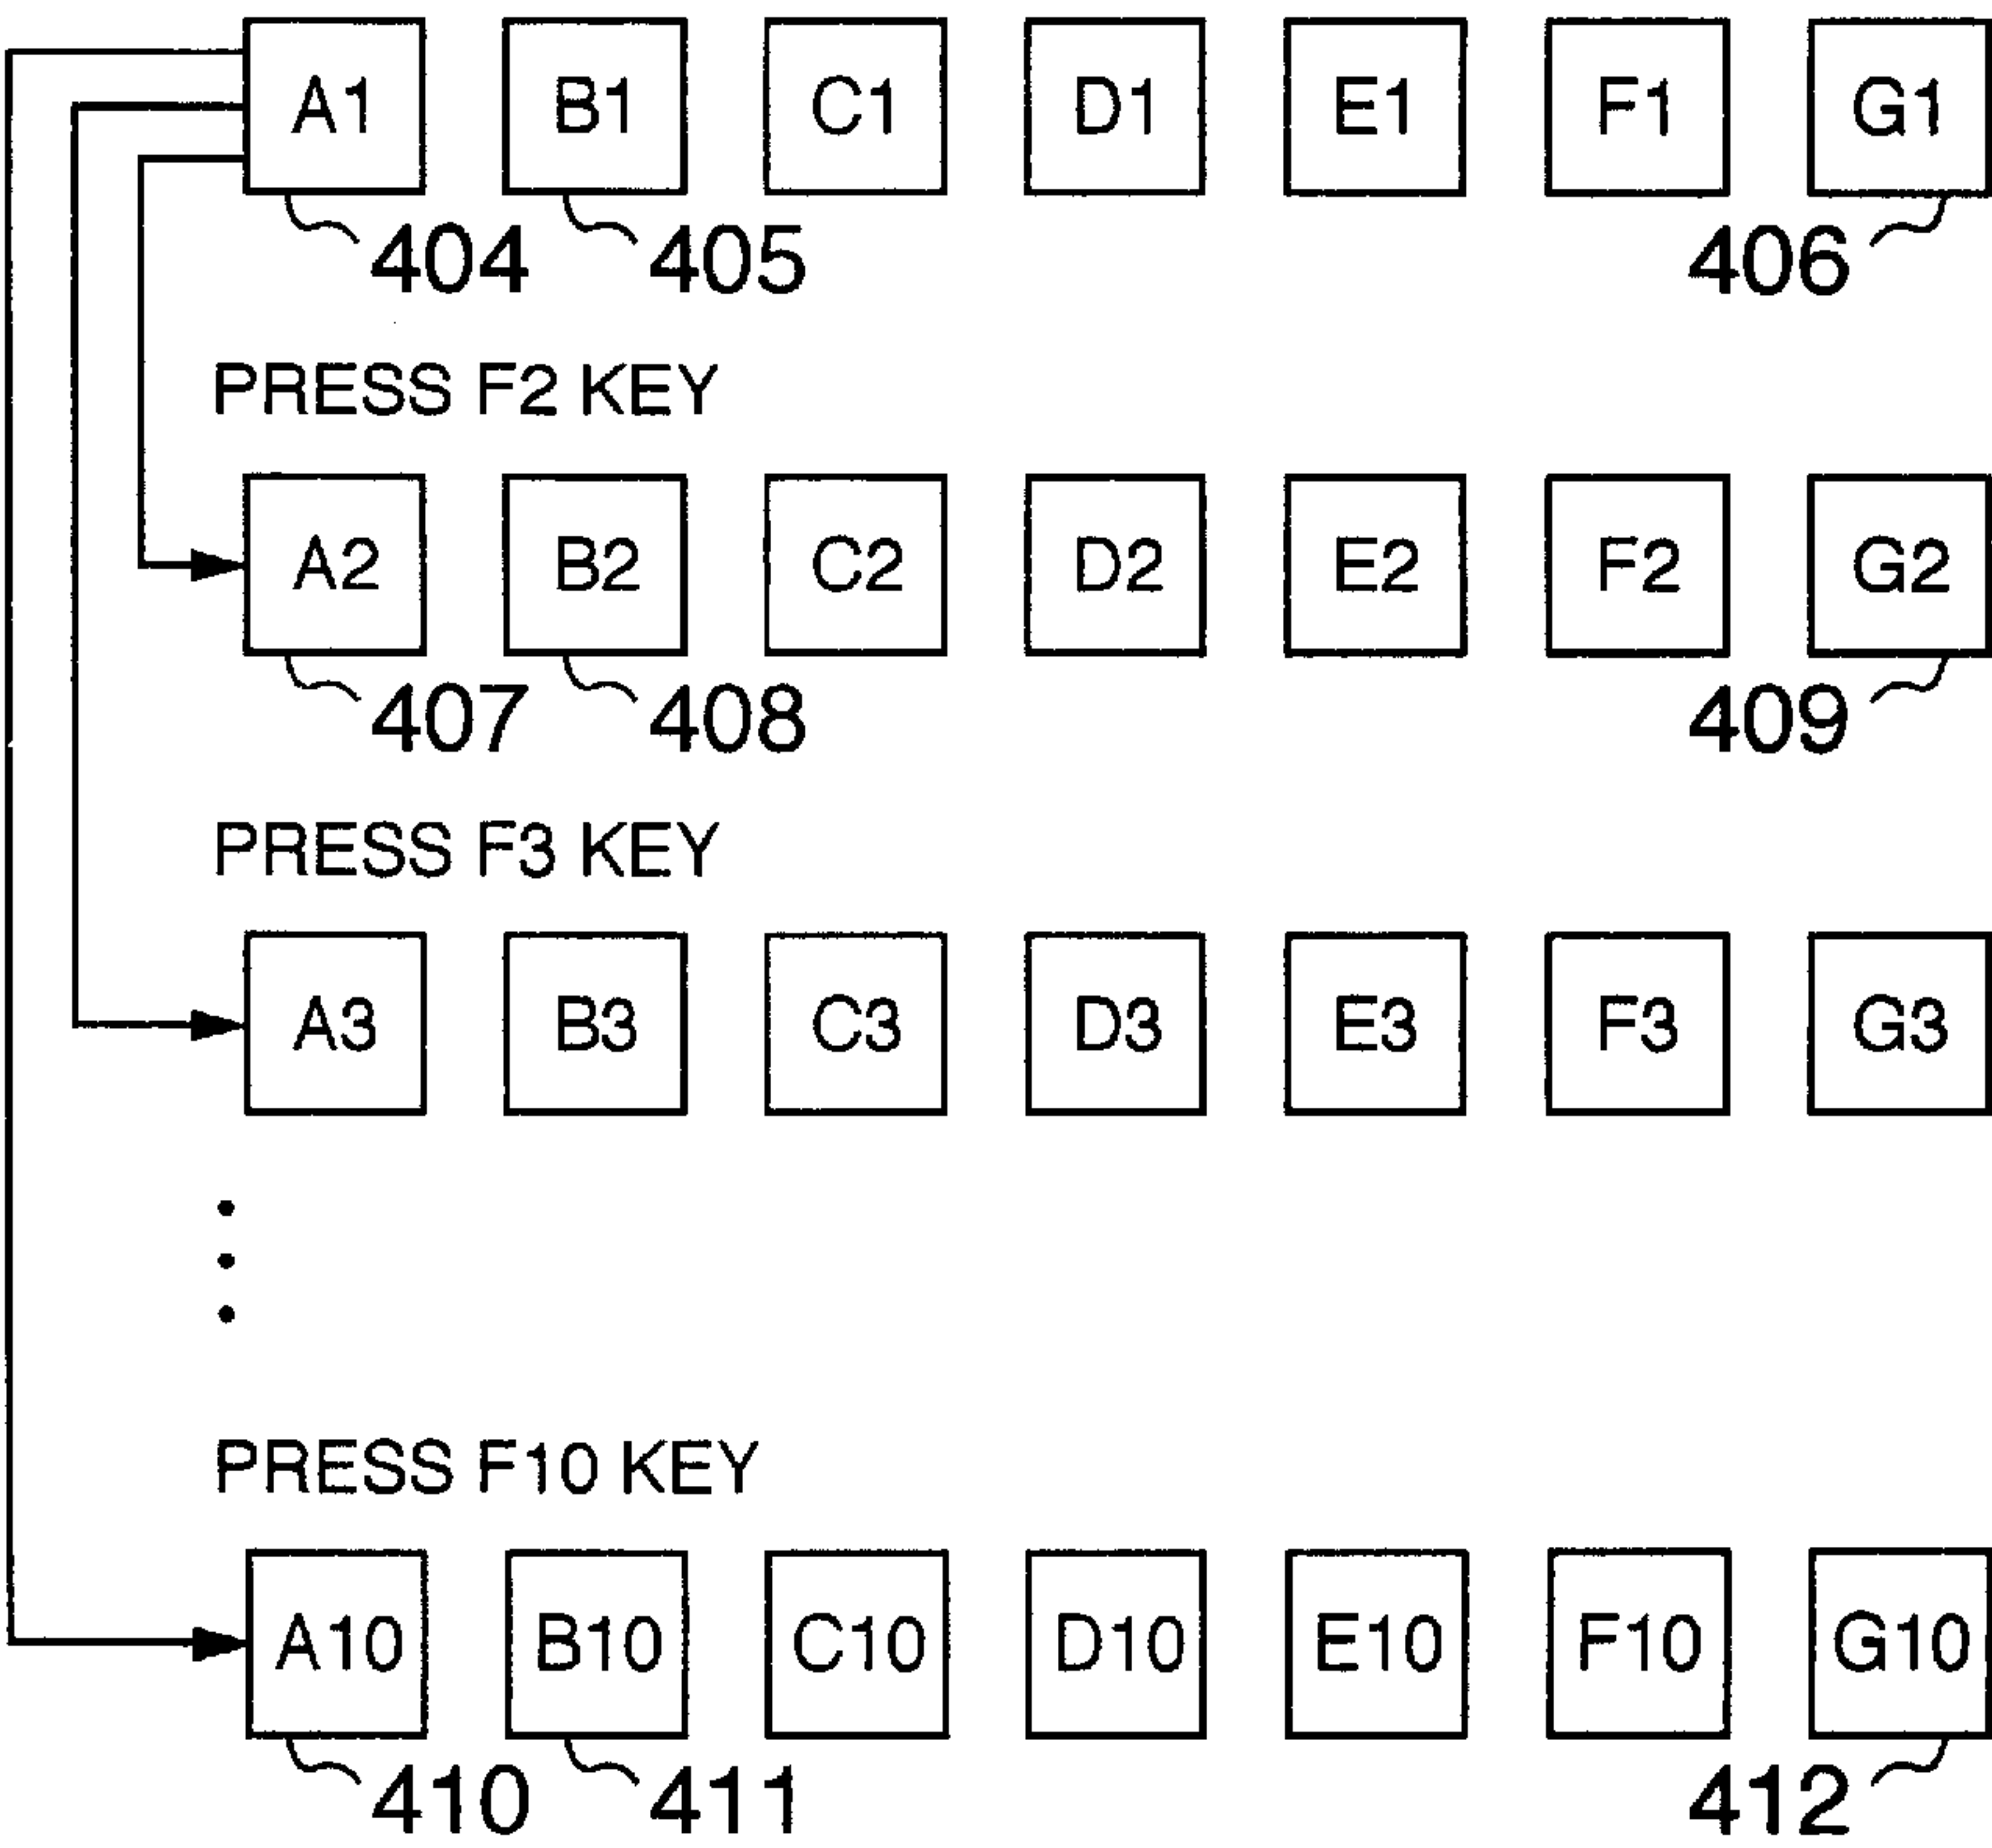 A1 B1 C1 D1 E1 F1 G1
404 405 406
PRESS F2 KEY
A2 B2 C2 D2 E2 F2 G2
407 408 409
PRESS F3 KEY
A3 B3 C3 D3 E3 F3 G3
PRESS F10 KEY
A10 B10 C10 D10 E10 F10 G10
410 411 412